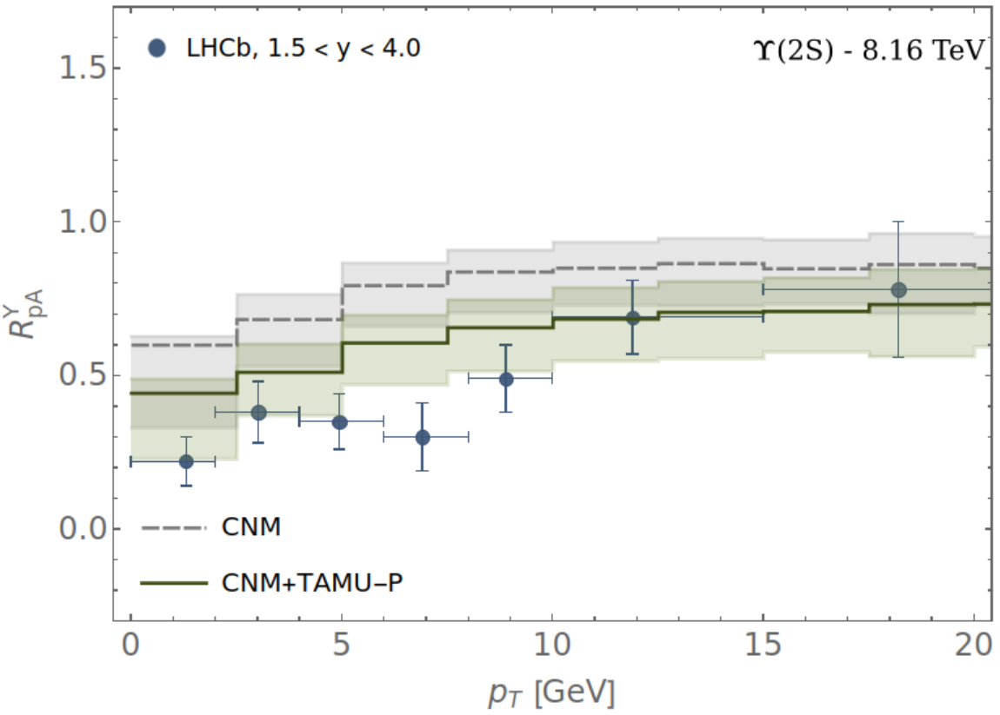 LHCb, 1.5 < y < 4.0
ϒ(2S) - 8.16 TeV
1.5
1.0
0.5
0.0
R^Υ_pA
CNM
CNM+TAMU–P
0 5 10 15 20
p_T [GeV]